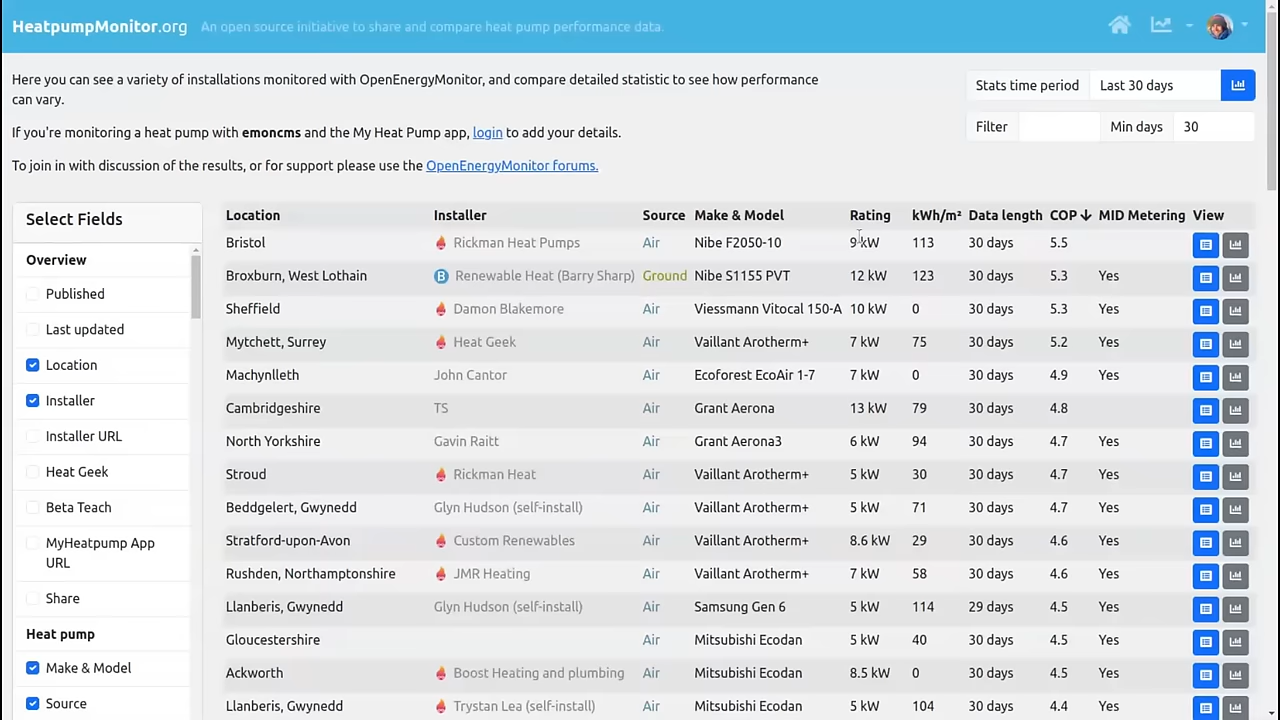 HeatpumpMonitor.org An open source initiative to share and compare heat pump performance data.
Here you can see a variety of installations monitored with OpenEnergyMonitor, and compare detailed statistic to see how performance
can vary.
If you're monitoring a heat pump with emoncms and the My Heat Pump app, login to add your details.
To join in with discussion of the results, or for support please use the OpenEnergyMonitor forums.
Stats time period Last 30 days
Filter Min days 30
Select Fields
Overview
Published
Last updated
Location
Installer
Installer URL
Heat Geek
Beta Teach
MyHeatpump App
URL
Share
Heat pump
Make & Model
Source
Location Installer Source Make & Model Rating kWh/m² Data length COP MID Metering View
Bristol Rickman Heat Pumps Air Nibe F2050-10 9 kW 113 30 days 5.5
Broxburn, West Lothain B Renewable Heat (Barry Sharp) Ground Nibe S1155 PVT 12 kW 123 30 days 5.3 Yes
Sheffield Damon Blakemore Air Viessmann Vitocal 150-A 10 kW 0 30 days 5.3 Yes
Mytchett, Surrey Heat Geek Air Vaillant Arotherm+ 7 kW 75 30 days 5.2 Yes
Machynlleth John Cantor Air Ecoforest EcoAir 1-7 7 kW 0 30 days 4.9 Yes
Cambridgeshire TS Air Grant Aerona 13 kW 79 30 days 4.8
North Yorkshire Gavin Raitt Air Grant Aerona3 6 kW 94 30 days 4.7 Yes
Stroud Rickman Heat Air Vaillant Arotherm+ 5 kW 30 30 days 4.7 Yes
Beddgelert, Gwynedd Glyn Hudson (self-install) Air Vaillant Arotherm+ 5 kW 71 30 days 4.7 Yes
Stratford-upon-Avon Custom Renewables Air Vaillant Arotherm+ 8.6 kW 29 30 days 4.6 Yes
Rushden, Northamptonshire JMR Heating Air Vaillant Arotherm+ 7 kW 58 30 days 4.6 Yes
Llanberis, Gwynedd Glyn Hudson (self-install) Air Samsung Gen 6 5 kW 114 29 days 4.5 Yes
Gloucestershire Air Mitsubishi Ecodan 5 kW 40 30 days 4.5 Yes
Ackworth Boost Heating and plumbing Air Mitsubishi Ecodan 8.5 kW 0 30 days 4.5 Yes
Llanberis, Gwynedd Trystan Lea (self-install) Air Mitsubishi Ecodan 5 kW 104 30 days 4.4 Yes